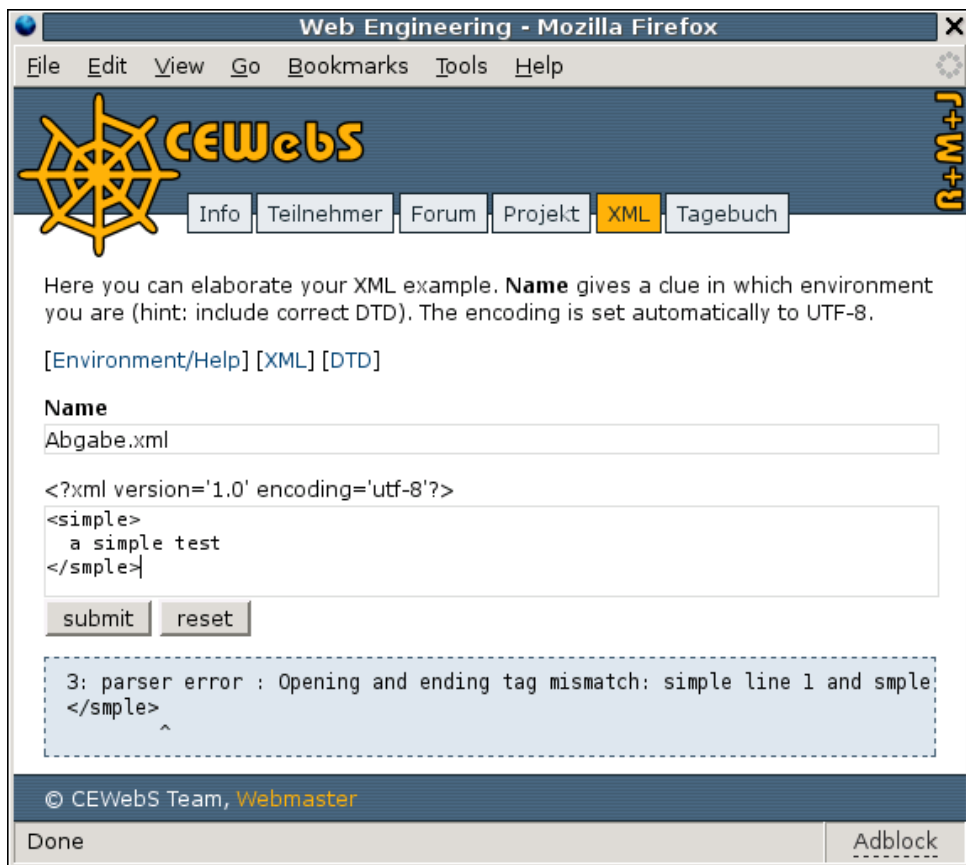 Web Engineering - Mozilla Firefox
File Edit View Go Bookmarks Tools Help
CEWebS
J+W+R
Info Teilnehmer Forum Projekt XML Tagebuch
Here you can elaborate your XML example. Name gives a clue in which environment
you are (hint: include correct DTD). The encoding is set automatically to UTF-8.
[Environment/Help] [XML] [DTD]
Name
Abgabe.xml
<?xml version='1.0' encoding='utf-8'?>
<simple>
a simple test
</smple>
submit reset
3: parser error : Opening and ending tag mismatch: simple line 1 and smple
</smple>
^
© CEWebS Team, Webmaster
Done Adblock